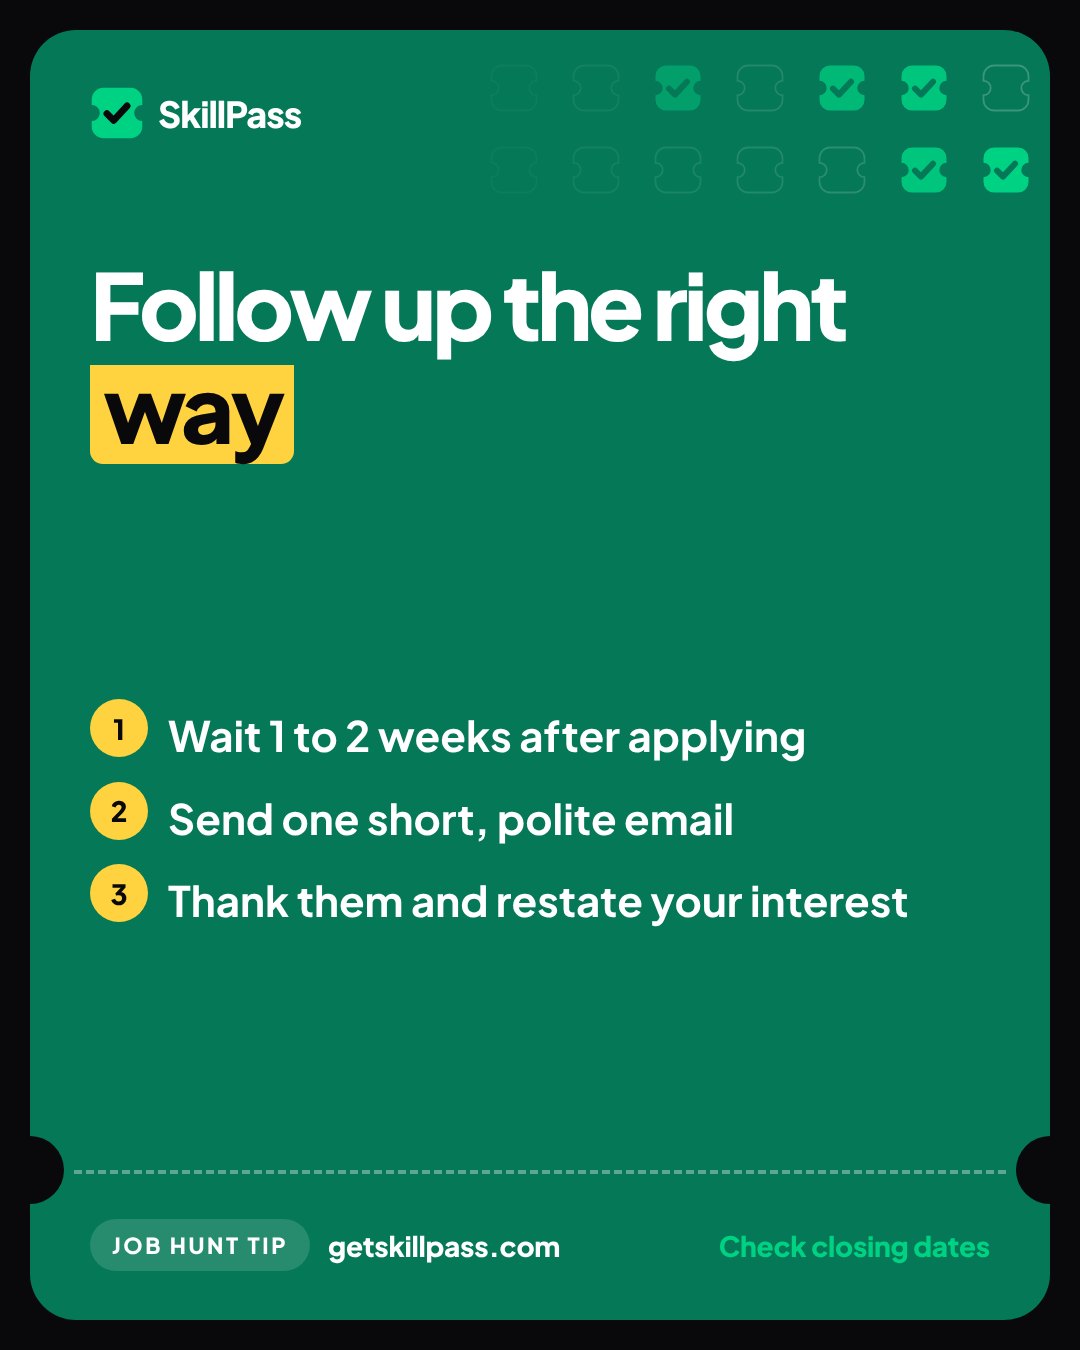 SkillPass
Follow up the right
way
1 Wait 1 to 2 weeks after applying
2 Send one short, polite email
3 Thank them and restate your interest
JOB HUNT TIP getskillpass.com Check closing dates